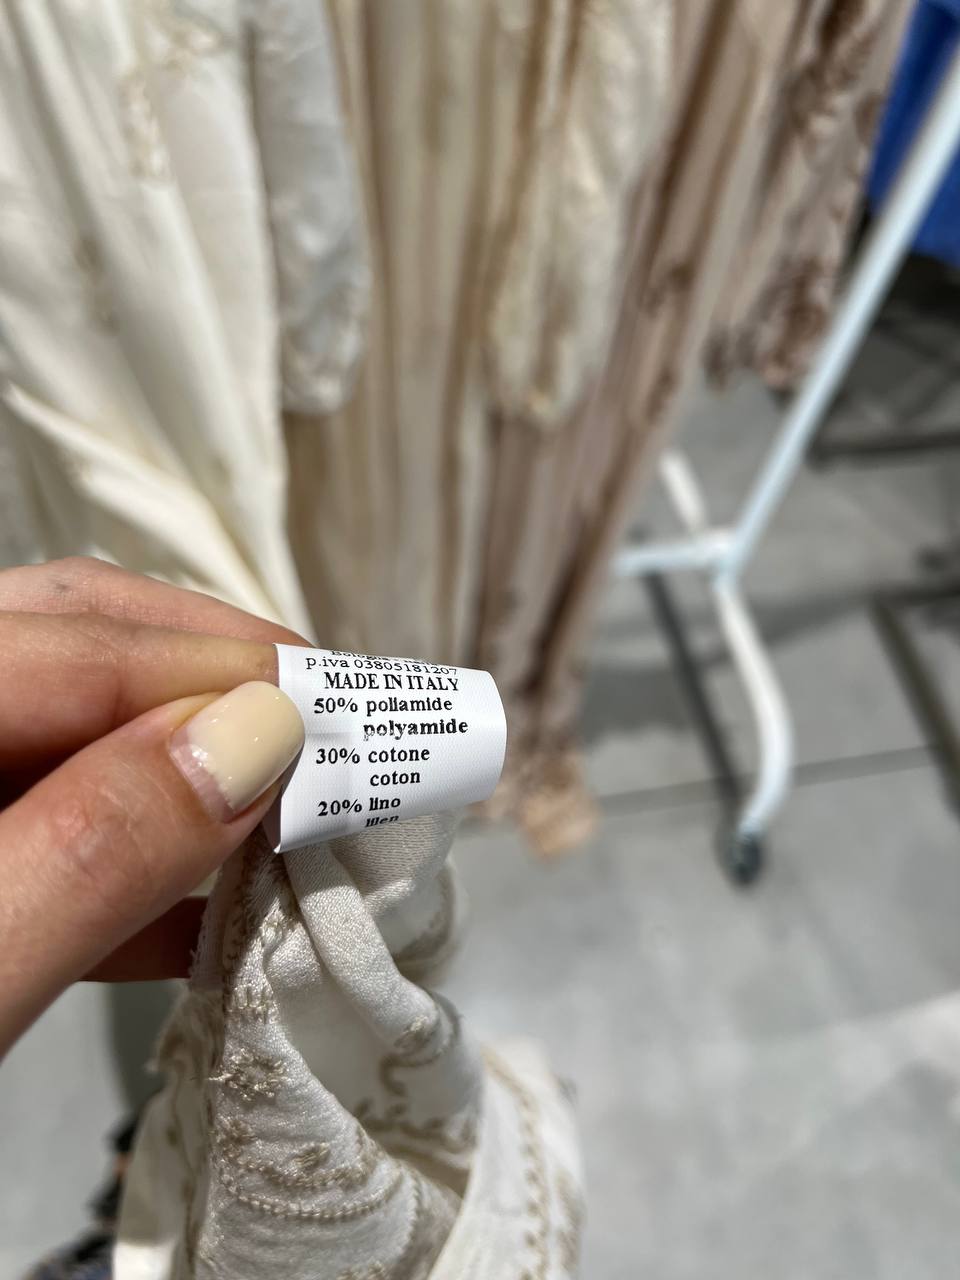 p.iva 03805181207
MADE IN ITALY
50% poliamide
polyamide
30% cotone
coton
20% lino